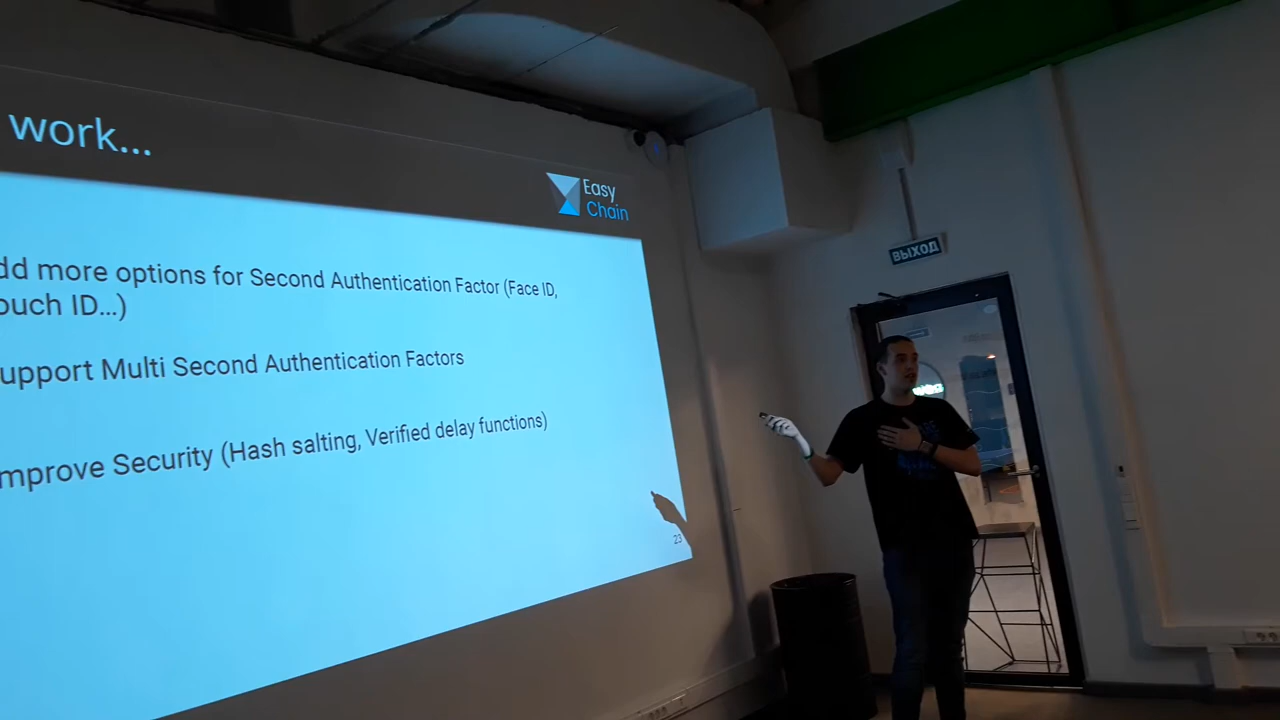 work...
Easy
Chain
dd more options for Second Authentication Factor (Face ID,
ouch ID...)
upport Multi Second Authentication Factors
mprove Security (Hash salting, Verified delay functions)
23
ВЫХОД